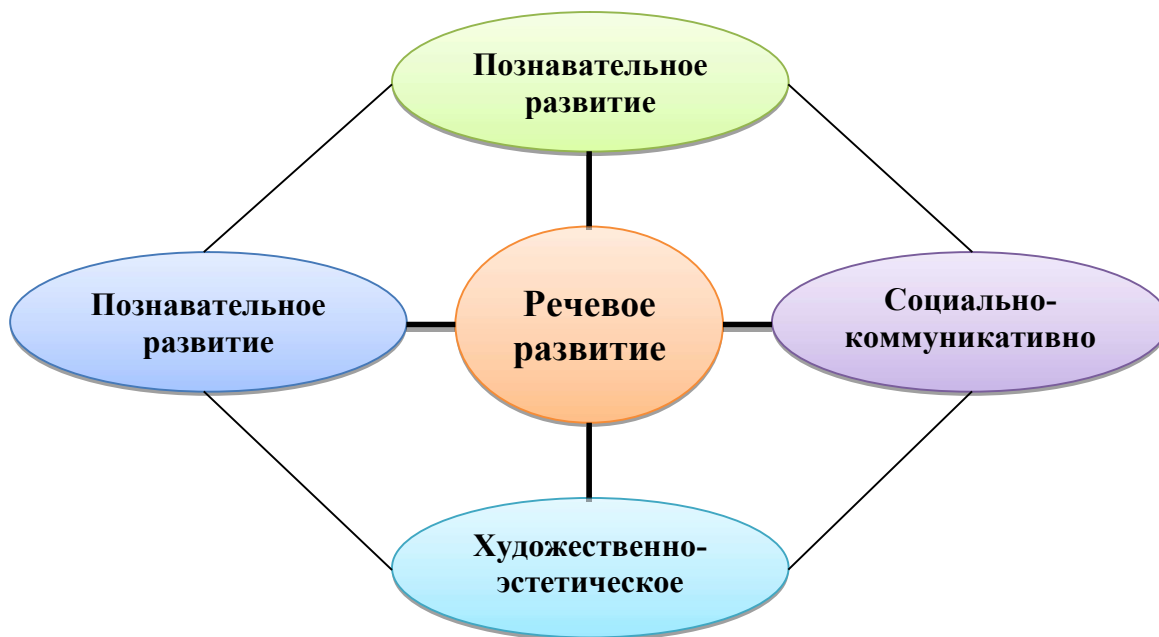 Познавательное
развитие
Познавательное
развитие
Речевое
развитие
Социально-
коммуникативно
Художественно-
эстетическое